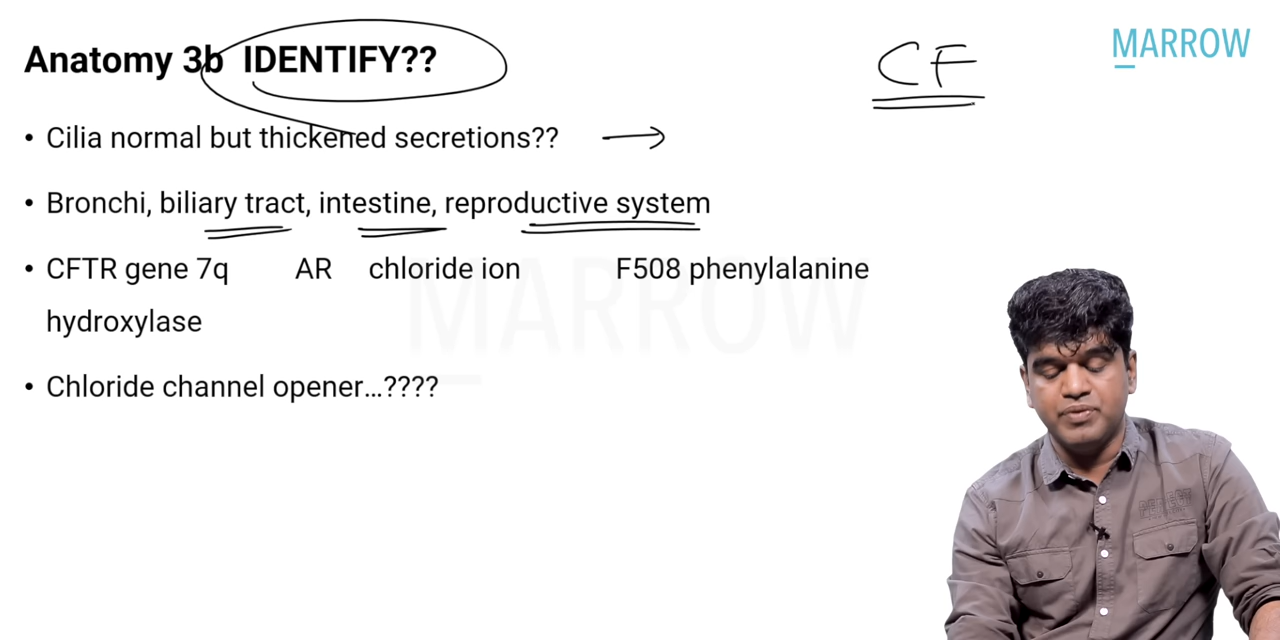 Anatomy 3b IDENTIFY??
CF
MARROW
• Cilia normal but thickened secretions??
• Bronchi, biliary tract, intestine, reproductive system
• CFTR gene 7q AR chloride ion F508 phenylalanine
hydroxylase
• Chloride channel opener...????
MARROW